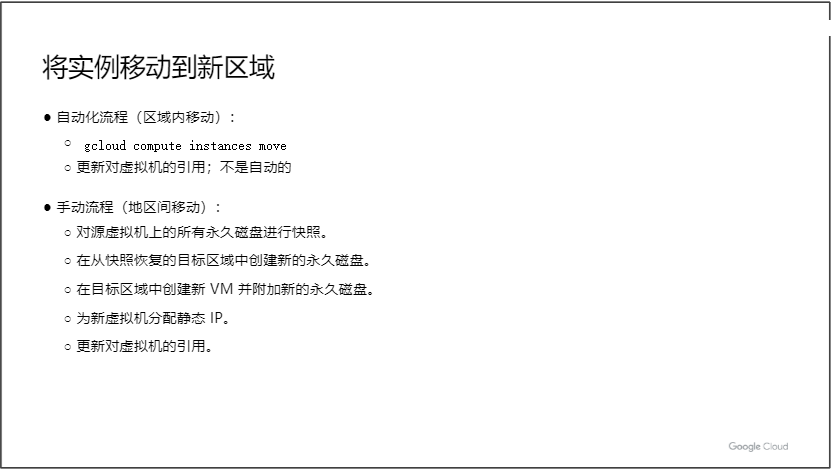 将实例移动到新区域
● 自动化流程（区域内移动）：
○ gcloud compute instances move
○ 更新对虚拟机的引用；不是自动的
● 手动流程（地区间移动）：
○ 对源虚拟机上的所有永久磁盘进行快照。
○ 在从快照恢复的目标区域中创建新的永久磁盘。
○ 在目标区域中创建新 VM 并附加新的永久磁盘。
○ 为新虚拟机分配静态 IP。
○ 更新对虚拟机的引用。
Google Cloud